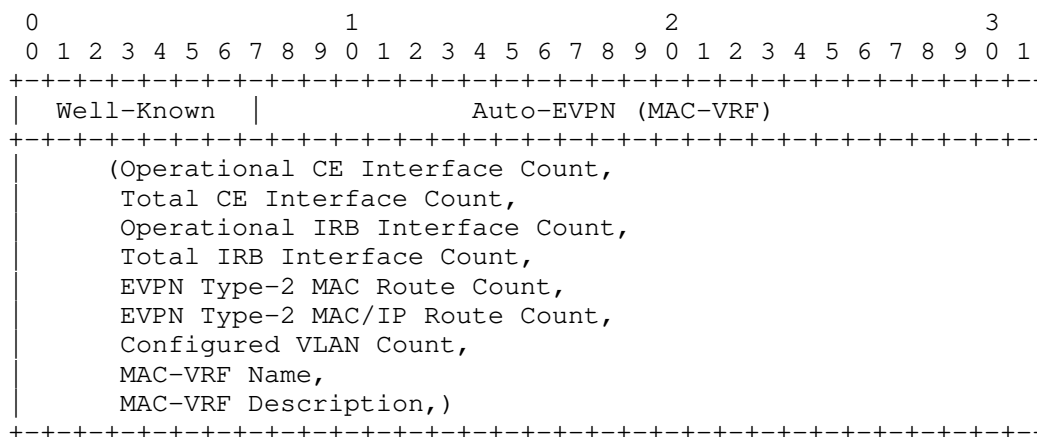 0                   1                   2                   3
0 1 2 3 4 5 6 7 8 9 0 1 2 3 4 5 6 7 8 9 0 1 2 3 4 5 6 7 8 9 0 1
+-+-+-+-+-+-+-+-+-+-+-+-+-+-+-+-+-+-+-+-+-+-+-+-+-+-+-+-+-+-+-+-
|  Well-Known  |             Auto-EVPN (MAC-VRF)
+-+-+-+-+-+-+-+-+-+-+-+-+-+-+-+-+-+-+-+-+-+-+-+-+-+-+-+-+-+-+-+-
|     (Operational CE Interface Count,
|      Total CE Interface Count,
|      Operational IRB Interface Count,
|      Total IRB Interface Count,
|      EVPN Type-2 MAC Route Count,
|      EVPN Type-2 MAC/IP Route Count,
|      Configured VLAN Count,
|      MAC-VRF Name,
|      MAC-VRF Description,)
+-+-+-+-+-+-+-+-+-+-+-+-+-+-+-+-+-+-+-+-+-+-+-+-+-+-+-+-+-+-+-+-